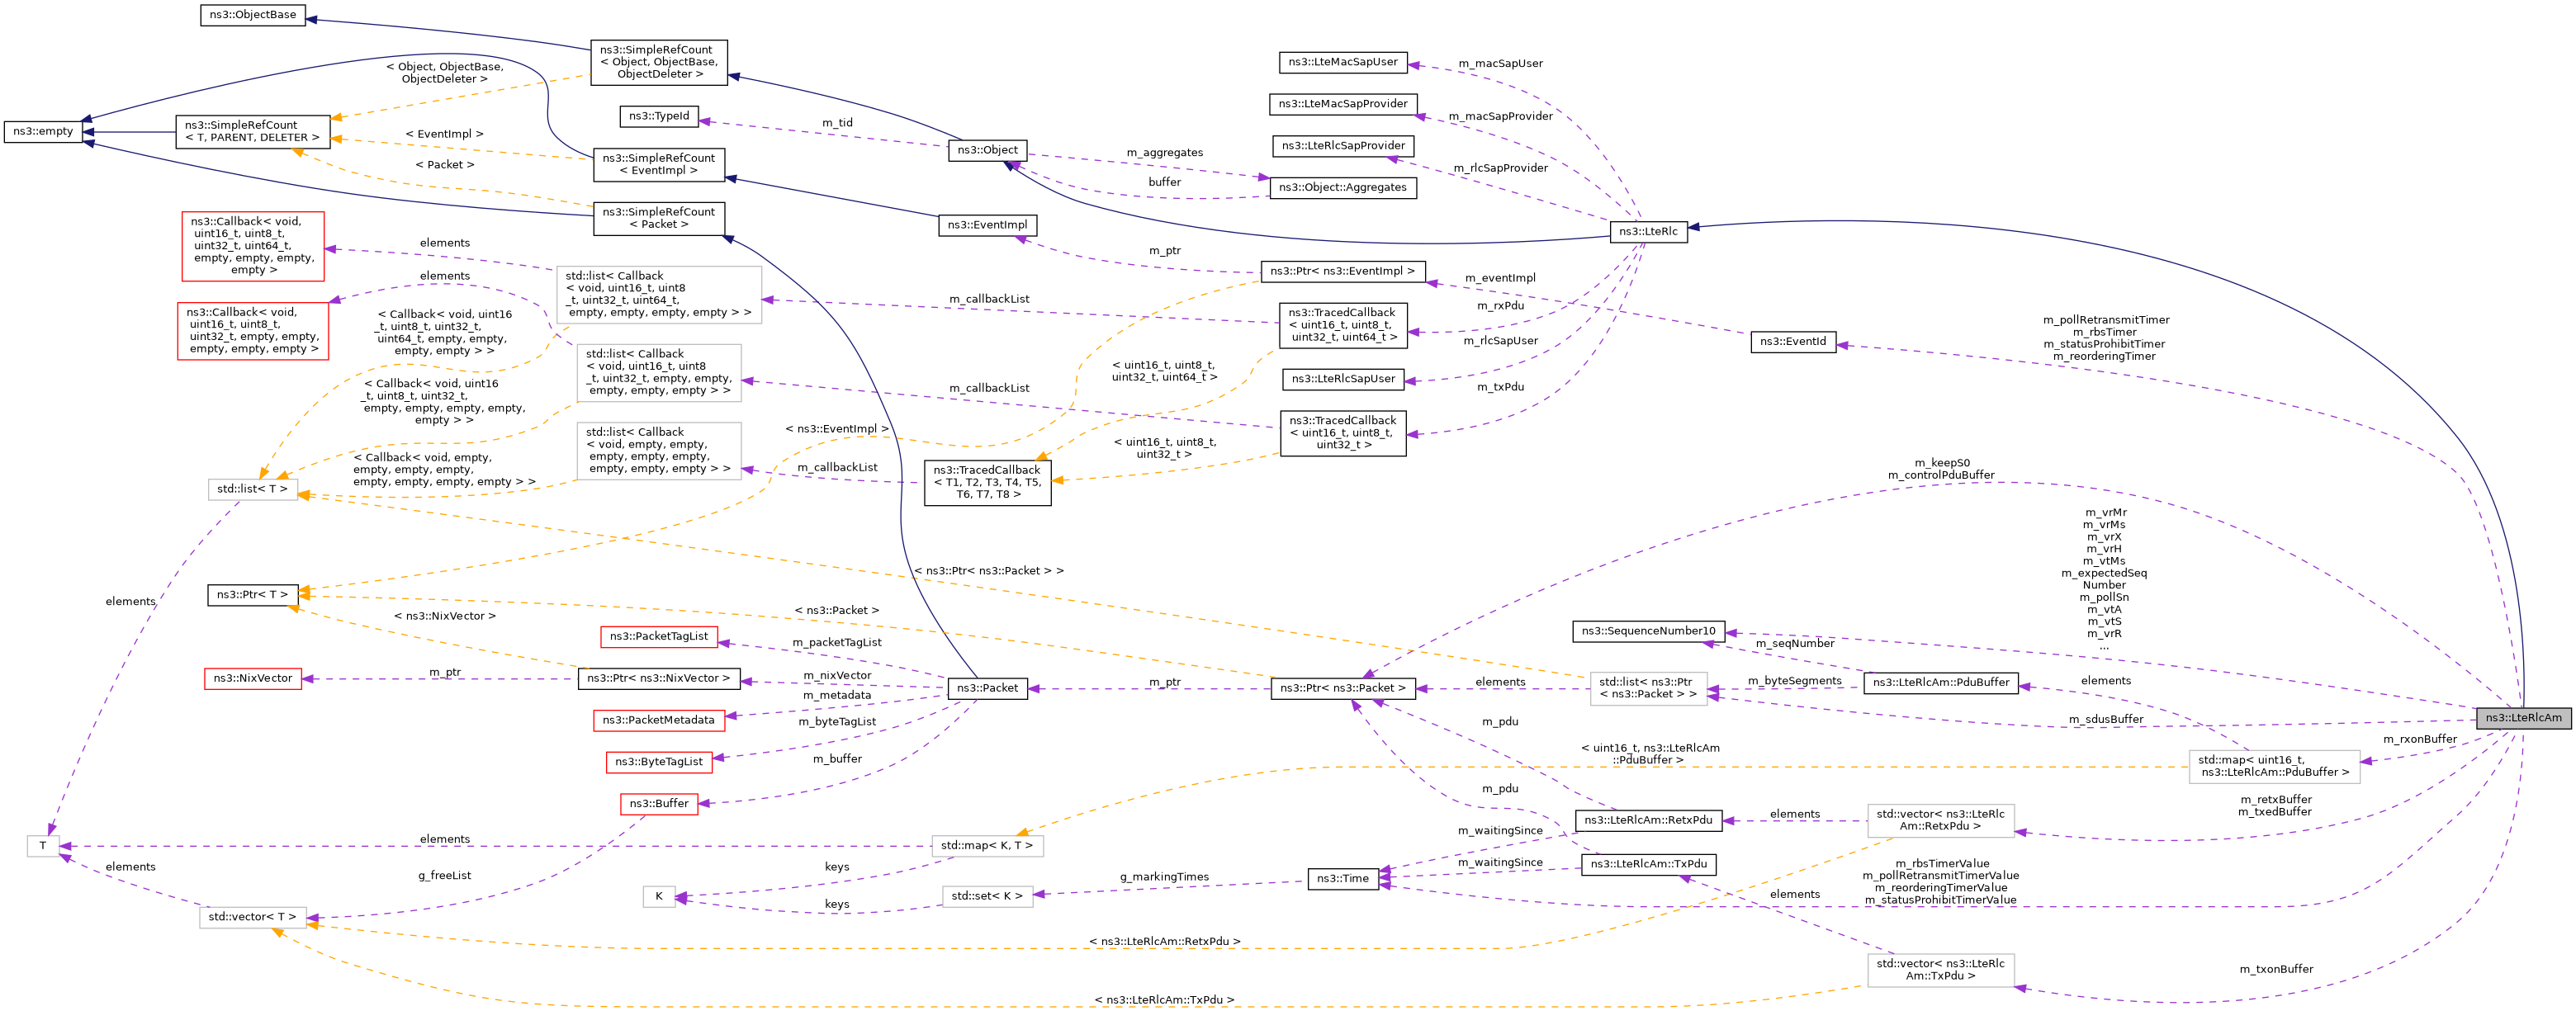 ns3::ObjectBase
ns3::SimpleRefCount
< Object, ObjectBase,
ObjectDeleter >
< Object, ObjectBase,
ObjectDeleter >
ns3::empty
ns3::SimpleRefCount
< T, PARENT, DELETER >
ns3::TypeId
< EventImpl >
< Packet >
ns3::SimpleRefCount
< EventImpl >
ns3::SimpleRefCount
< Packet >
m_tid
ns3::Object
m_aggregates
buffer
ns3::Object::Aggregates
ns3::LteMacSapUser
ns3::LteMacSapProvider
ns3::LteRlcSapProvider
m_macSapUser
m_macSapProvider
m_rlcSapProvider
ns3::LteRlc
ns3::EventImpl
m_ptr
ns3::Ptr< ns3::EventImpl >
m_eventImpl
ns3::Callback< void,
uint16_t, uint8_t,
uint32_t, uint64_t,
empty, empty, empty,
empty >
elements
std::list< Callback
< void, uint16_t, uint8
_t, uint32_t, uint64_t,
empty, empty, empty, empty > >
m_callbackList
ns3::TracedCallback
< uint16_t, uint8_t,
uint32_t, uint64_t >
m_rxPdu
ns3::Callback< void,
uint16_t, uint8_t,
uint32_t, empty, empty,
empty, empty, empty >
elements
< Callback< void, uint16
_t, uint8_t, uint32_t,
uint64_t, empty, empty,
empty, empty > >
std::list< Callback
< void, uint16_t, uint8
_t, uint32_t, empty, empty,
empty, empty, empty > >
m_callbackList
< uint16_t, uint8_t,
uint32_t, uint64_t >
m_rlcSapUser
ns3::LteRlcSapUser
m_txPdu
ns3::EventId
m_pollRetransmitTimer
m_rbsTimer
m_statusProhibitTimer
m_reorderingTimer
< Callback< void, uint16
_t, uint8_t, uint32_t,
empty, empty, empty, empty,
empty > >
std::list< Callback
< void, empty, empty,
empty, empty, empty,
empty, empty, empty > >
< ns3::EventImpl >
ns3::TracedCallback
< uint16_t, uint8_t,
uint32_t >
< uint16_t, uint8_t,
uint32_t >
m_callbackList
ns3::TracedCallback
< T1, T2, T3, T4, T5,
T6, T7, T8 >
< Callback< void, empty,
empty, empty, empty,
empty, empty, empty, empty > >
std::list< T >
m_keepS0
m_controlPduBuffer
m_vrMr
m_vrMs
m_vrX
m_vrH
m_vtMs
m_expectedSeq
Number
m_pollSn
m_vtA
m_vtS
m_vrR
...
< ns3::Ptr< ns3::Packet > >
elements
ns3::Ptr< T >
< ns3::Packet >
< ns3::NixVector >
ns3::PacketTagList
m_packetTagList
ns3::SequenceNumber10
m_seqNumber
ns3::NixVector
m_ptr
ns3::Ptr< ns3::NixVector >
m_nixVector
ns3::Packet
m_ptr
ns3::Ptr< ns3::Packet >
elements
std::list< ns3::Ptr
< ns3::Packet > >
m_byteSegments
ns3::LteRlcAm::PduBuffer
elements
m_metadata
ns3::PacketMetadata
m_byteTagList
m_sdusBuffer
ns3::LteRlcAm
ns3::ByteTagList
m_buffer
m_pdu
< uint16_t, ns3::LteRlcAm
::PduBuffer >
m_rxonBuffer
std::map< uint16_t,
ns3::LteRlcAm::PduBuffer >
ns3::Buffer
m_pdu
m_retxBuffer
m_txedBuffer
ns3::LteRlcAm::RetxPdu
elements
std::vector< ns3::LteRlc
Am::RetxPdu >
T
elements
std::map< K, T >
m_waitingSince
elements
g_freeList
keys
m_waitingSince
ns3::LteRlcAm::TxPdu
m_rbsTimerValue
m_pollRetransmitTimerValue
m_reorderingTimerValue
m_statusProhibitTimerValue
K
keys
std::set< K >
g_markingTimes
ns3::Time
elements
std::vector< T >
< ns3::LteRlcAm::RetxPdu >
std::vector< ns3::LteRlc
Am::TxPdu >
m_txonBuffer
< ns3::LteRlcAm::TxPdu >